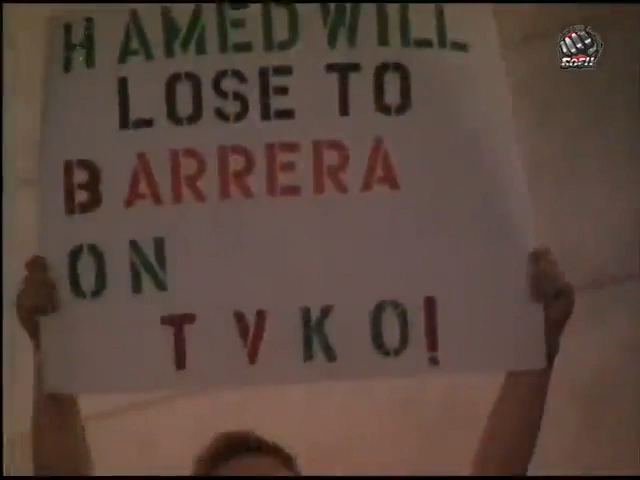 HAMED WILL
LOSE TO
BARRERA
ON
TVKO!